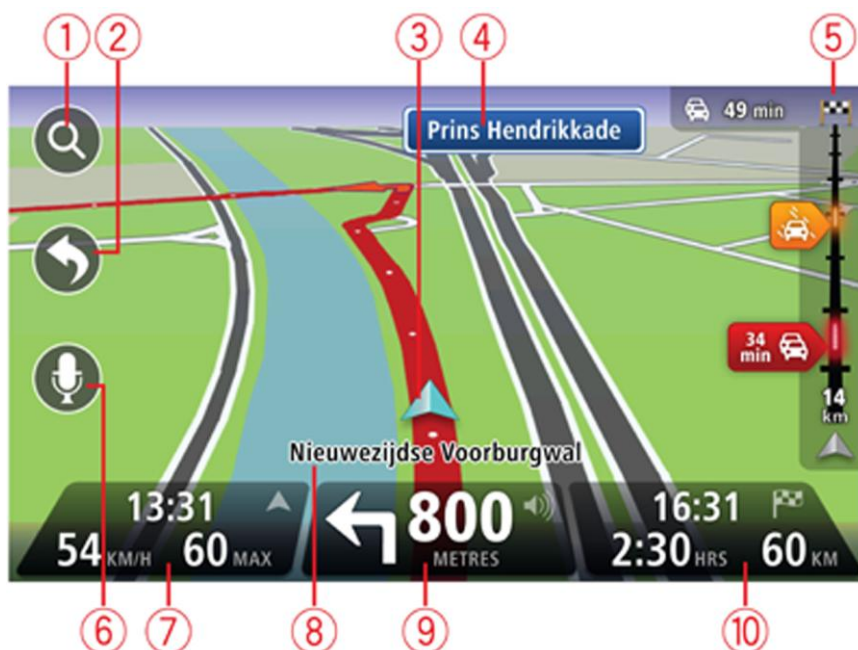 ① ② ③ ④ ⑤
Prins Hendrikkade
49 min
34
min
14
km
Nieuwezijdse Voorburgwal
13:31
54 KM/H 60 MAX
800
METRES
16:31
2:30 HRS 60 KM
⑥ ⑦ ⑧ ⑨ ⑩